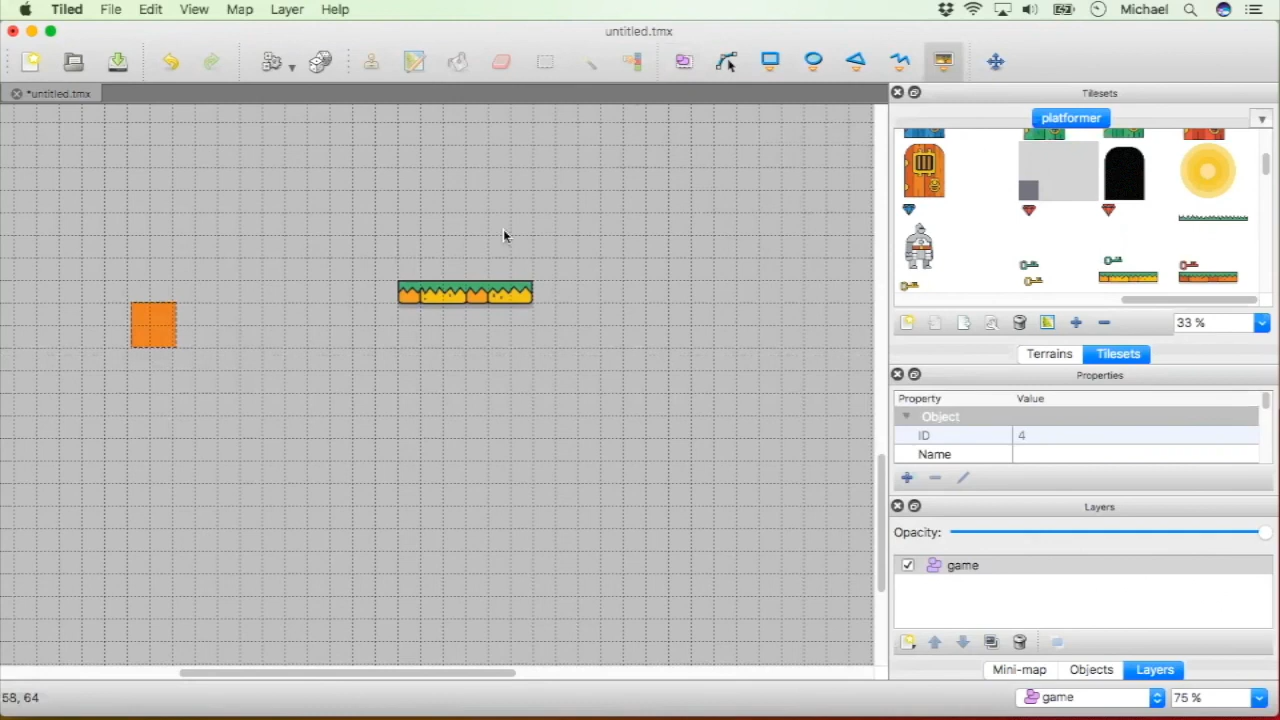 Tiled File Edit View Map Layer Help Michael
untitled.tmx
*untitled.tmx
Tilesets
platformer
33 %
Terrains Tilesets
Properties
Property Value
Object
ID 4
Name
Layers
Opacity:
game
Mini-map Objects Layers
58, 64 game 75 %